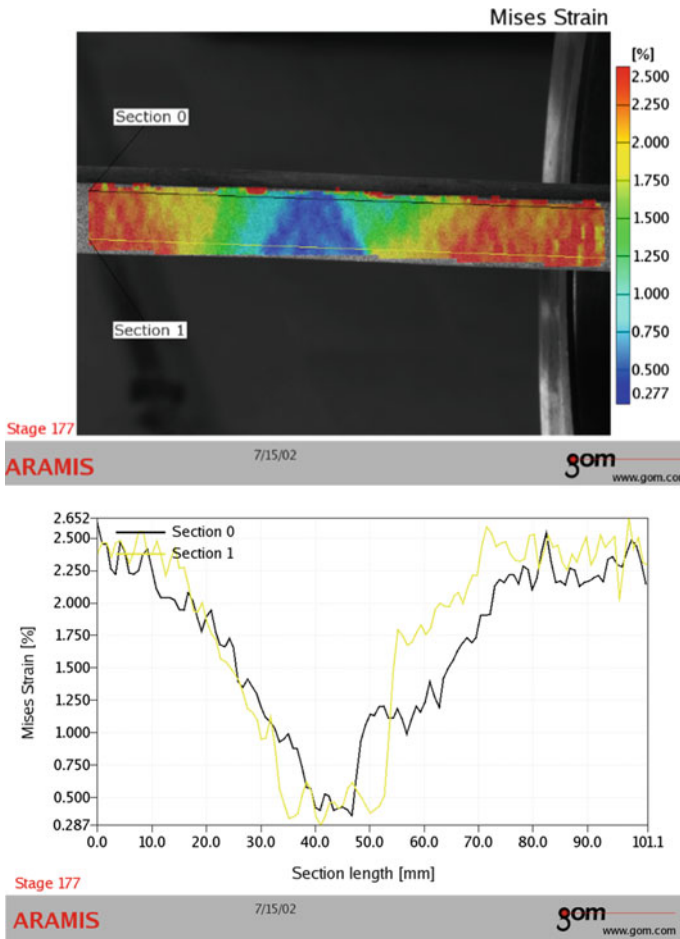 Mises Strain
[%]
2.500
2.250
2.000
1.750
1.500
1.250
1.000
0.750
0.500
0.277
Section 0
Section 1
Stage 177
ARAMIS
7/15/02
gom
www.gom.com
2.652
2.500
2.250
2.000
1.750
1.500
1.250
1.000
0.750
0.500
0.287
Mises Strain [%]
Section 0
Section 1
0.0 10.0 20.0 30.0 40.0 50.0 60.0 70.0 80.0 90.0 101.1
Section length [mm]
Stage 177
ARAMIS
7/15/02
gom
www.gom.com